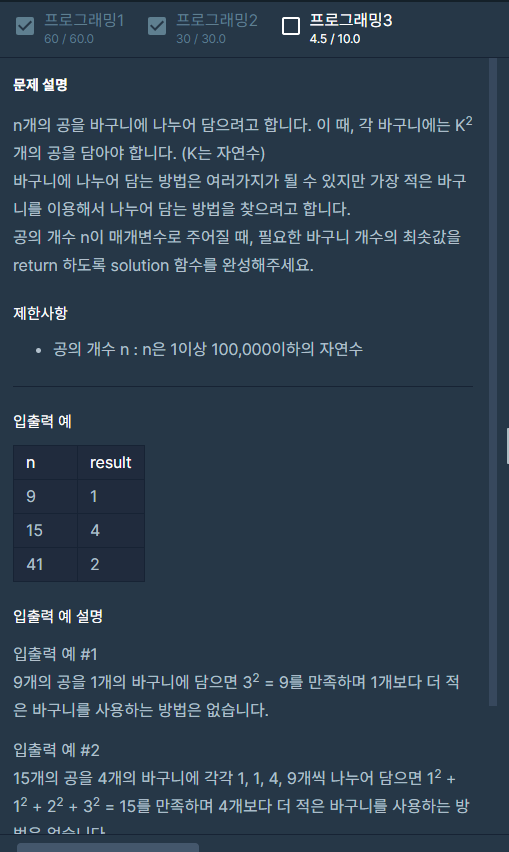 프로그래밍1 프로그래밍2 프로그래밍3
60 / 60.0 30 / 30.0 4.5 / 10.0
문제 설명
n개의 공을 바구니에 나누어 담으려고 합니다. 이 때, 각 바구니에는 K²
개의 공을 담아야 합니다. (K는 자연수)
바구니에 나누어 담는 방법은 여러가지가 될 수 있지만 가장 적은 바구
니를 이용해서 나누어 담는 방법을 찾으려고 합니다.
공의 개수 n이 매개변수로 주어질 때, 필요한 바구니 개수의 최솟값을
return 하도록 solution 함수를 완성해주세요.
제한사항
• 공의 개수 n : n은 1이상 100,000이하의 자연수
입출력 예
n result
9 1
15 4
41 2
입출력 예 설명
입출력 예 #1
9개의 공을 1개의 바구니에 담으면 3² = 9를 만족하며 1개보다 더 적
은 바구니를 사용하는 방법은 없습니다.
입출력 예 #2
15개의 공을 4개의 바구니에 각각 1, 1, 4, 9개씩 나누어 담으면 1² +
1² + 2² + 3² = 15를 만족하며 4개보다 더 적은 바구니를 사용하는 방
법은 없습니다